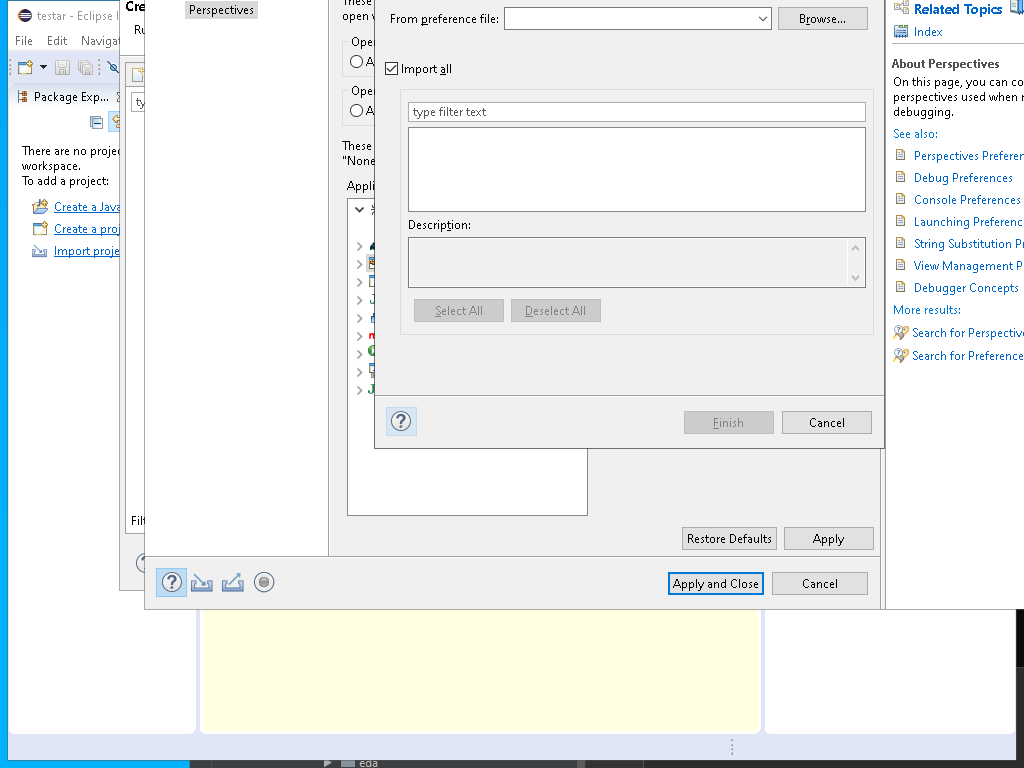 testar - Eclipse I
File Edit Naviga
Package Exp...
There are no proje
workspace.
To add a project:
Create a Java
Create a proj
Import proje
Cre
Ru
ty
Filt
Perspectives
These
open
Ope
A
Ope
A
These
"None
Appli
From preference file:
Browse...
Import all
type filter text
Description:
Select All
Deselect All
Finish
Cancel
Restore Defaults
Apply
Apply and Close
Cancel
Related Topics
Index
About Perspectives
On this page, you can co
perspectives used when r
debugging.
See also:
Perspectives Preferen
Debug Preferences
Console Preferences
Launching Preferenc
String Substitution Pr
View Management P
Debugger Concepts
More results:
Search for Perspective
Search for Preference
eda